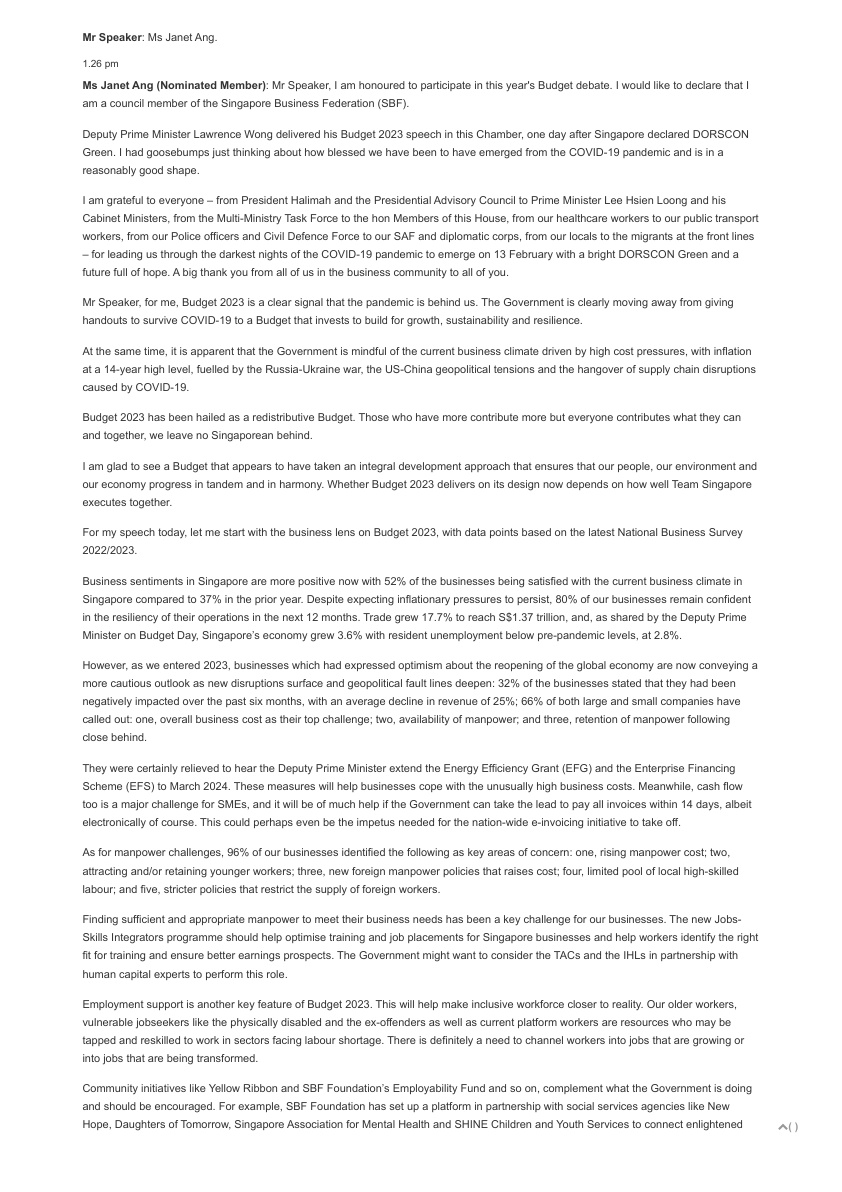 Mr Speaker: Ms Janet Ang.
1.26 pm
Ms Janet Ang (Nominated Member): Mr Speaker, I am honoured to participate in this year's Budget debate. I would like to declare that I
am a council member of the Singapore Business Federation (SBF).
Deputy Prime Minister Lawrence Wong delivered his Budget 2023 speech in this Chamber, one day after Singapore declared DORSCON
Green. I had goosebumps just thinking about how blessed we have been to have emerged from the COVID-19 pandemic and is in a
reasonably good shape.
I am grateful to everyone – from President Halimah and the Presidential Advisory Council to Prime Minister Lee Hsien Loong and his
Cabinet Ministers, from the Multi-Ministry Task Force to the hon Members of this House, from our healthcare workers to our public transport
workers, from our Police officers and Civil Defence Force to our SAF and diplomatic corps, from our locals to the migrants at the front lines
– for leading us through the darkest nights of the COVID-19 pandemic to emerge on 13 February with a bright DORSCON Green and a
future full of hope. A big thank you from all of us in the business community to all of you.
Mr Speaker, for me, Budget 2023 is a clear signal that the pandemic is behind us. The Government is clearly moving away from giving
handouts to survive COVID-19 to a Budget that invests to build for growth, sustainability and resilience.
At the same time, it is apparent that the Government is mindful of the current business climate driven by high cost pressures, with inflation
at a 14-year high level, fuelled by the Russia-Ukraine war, the US-China geopolitical tensions and the hangover of supply chain disruptions
caused by COVID-19.
Budget 2023 has been hailed as a redistributive Budget. Those who have more contribute more but everyone contributes what they can
and together, we leave no Singaporean behind.
I am glad to see a Budget that appears to have taken an integral development approach that ensures that our people, our environment and
our economy progress in tandem and in harmony. Whether Budget 2023 delivers on its design now depends on how well Team Singapore
executes together.
For my speech today, let me start with the business lens on Budget 2023, with data points based on the latest National Business Survey
2022/2023.
Business sentiments in Singapore are more positive now with 52% of the businesses being satisfied with the current business climate in
Singapore compared to 37% in the prior year. Despite expecting inflationary pressures to persist, 80% of our businesses remain confident
in the resiliency of their operations in the next 12 months. Trade grew 17.7% to reach S$1.37 trillion, and, as shared by the Deputy Prime
Minister on Budget Day, Singapore’s economy grew 3.6% with resident unemployment below pre-pandemic levels, at 2.8%.
However, as we entered 2023, businesses which had expressed optimism about the reopening of the global economy are now conveying a
more cautious outlook as new disruptions surface and geopolitical fault lines deepen: 32% of the businesses stated that they had been
negatively impacted over the past six months, with an average decline in revenue of 25%; 66% of both large and small companies have
called out: one, overall business cost as their top challenge; two, availability of manpower; and three, retention of manpower following
close behind.
They were certainly relieved to hear the Deputy Prime Minister extend the Energy Efficiency Grant (EFG) and the Enterprise Financing
Scheme (EFS) to March 2024. These measures will help businesses cope with the unusually high business costs. Meanwhile, cash flow
too is a major challenge for SMEs, and it will be of much help if the Government can take the lead to pay all invoices within 14 days, albeit
electronically of course. This could perhaps even be the impetus needed for the nation-wide e-invoicing initiative to take off.
As for manpower challenges, 96% of our businesses identified the following as key areas of concern: one, rising manpower cost; two,
attracting and/or retaining younger workers; three, new foreign manpower policies that raises cost; four, limited pool of local high-skilled
labour; and five, stricter policies that restrict the supply of foreign workers.
Finding sufficient and appropriate manpower to meet their business needs has been a key challenge for our businesses. The new Jobs-
Skills Integrators programme should help optimise training and job placements for Singapore businesses and help workers identify the right
fit for training and ensure better earnings prospects. The Government might want to consider the TACs and the IHLs in partnership with
human capital experts to perform this role.
Employment support is another key feature of Budget 2023. This will help make inclusive workforce closer to reality. Our older workers,
vulnerable jobseekers like the physically disabled and the ex-offenders as well as current platform workers are resources who may be
tapped and reskilled to work in sectors facing labour shortage. There is definitely a need to channel workers into jobs that are growing or
into jobs that are being transformed.
Community initiatives like Yellow Ribbon and SBF Foundation’s Employability Fund and so on, complement what the Government is doing
and should be encouraged. For example, SBF Foundation has set up a platform in partnership with social services agencies like New
Hope, Daughters of Tomorrow, Singapore Association for Mental Health and SHINE Children and Youth Services to connect enlightened
( )